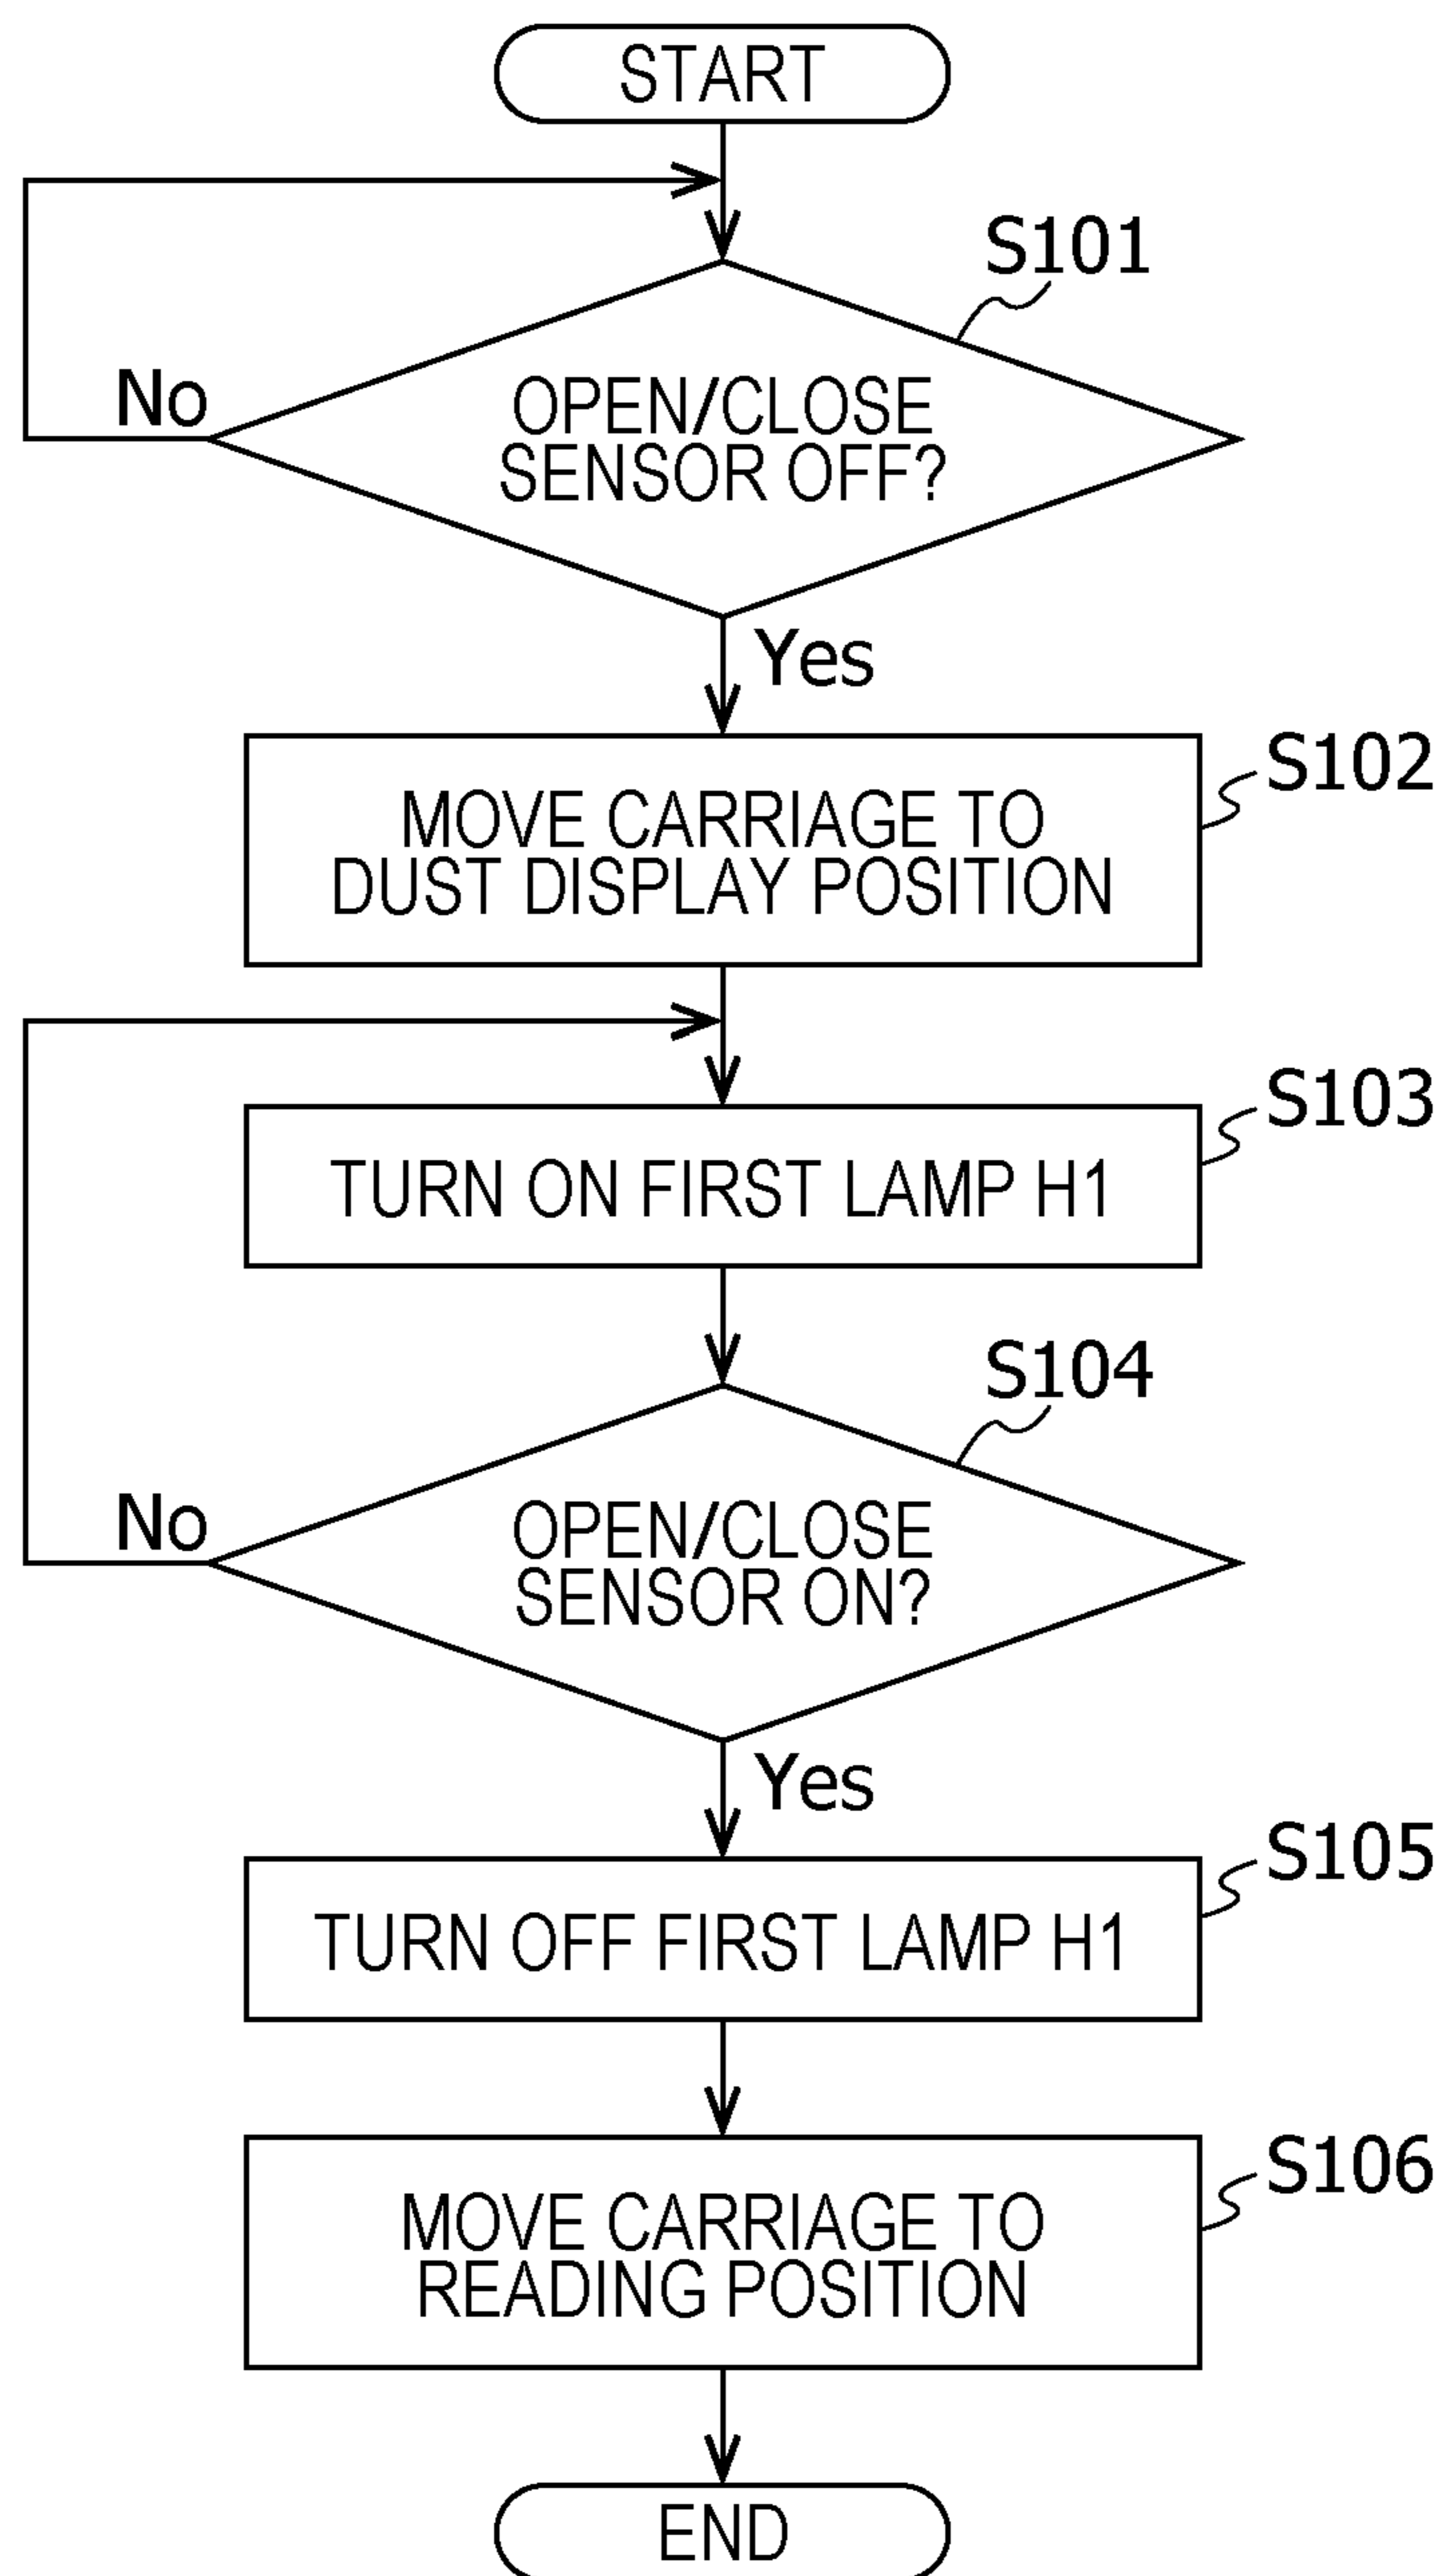 START
S101
No
OPEN/CLOSE
SENSOR OFF?
Yes
S102
MOVE CARRIAGE TO
DUST DISPLAY POSITION
S103
TURN ON FIRST LAMP H1
S104
No
OPEN/CLOSE
SENSOR ON?
Yes
S105
TURN OFF FIRST LAMP H1
S106
MOVE CARRIAGE TO
READING POSITION
END